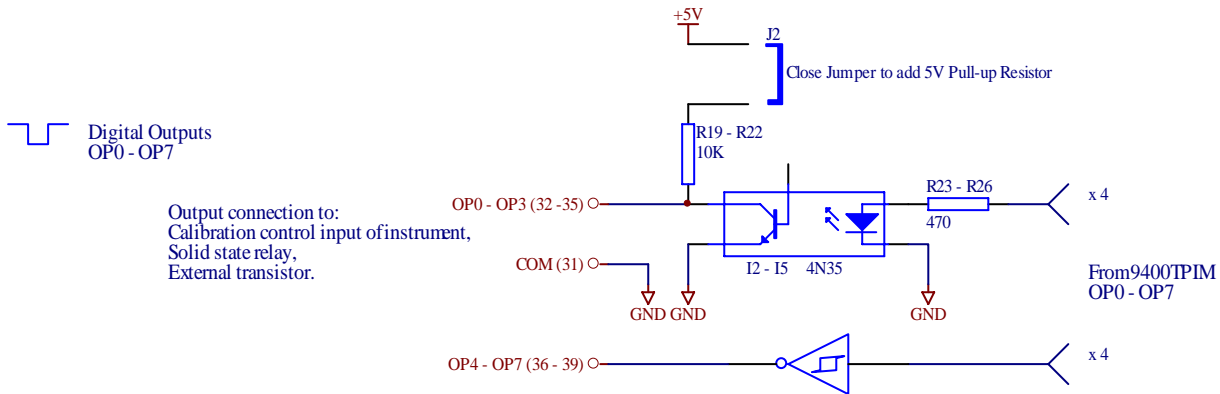 +5V
J2
Close Jumper to add 5V Pull-up Resistor
Digital Outputs
OP0 - OP7
R19 - R22
10K
OP0 - OP3 (32 -35)
R23 - R26
470
x 4
Output connection to:
Calibration control input of instrument,
Solid state relay,
External transistor.
COM (31)
I2 - I5 4N35
From9400TPIM
OP0 - OP7
GND GND
GND
OP4 - OP7 (36 - 39)
x 4